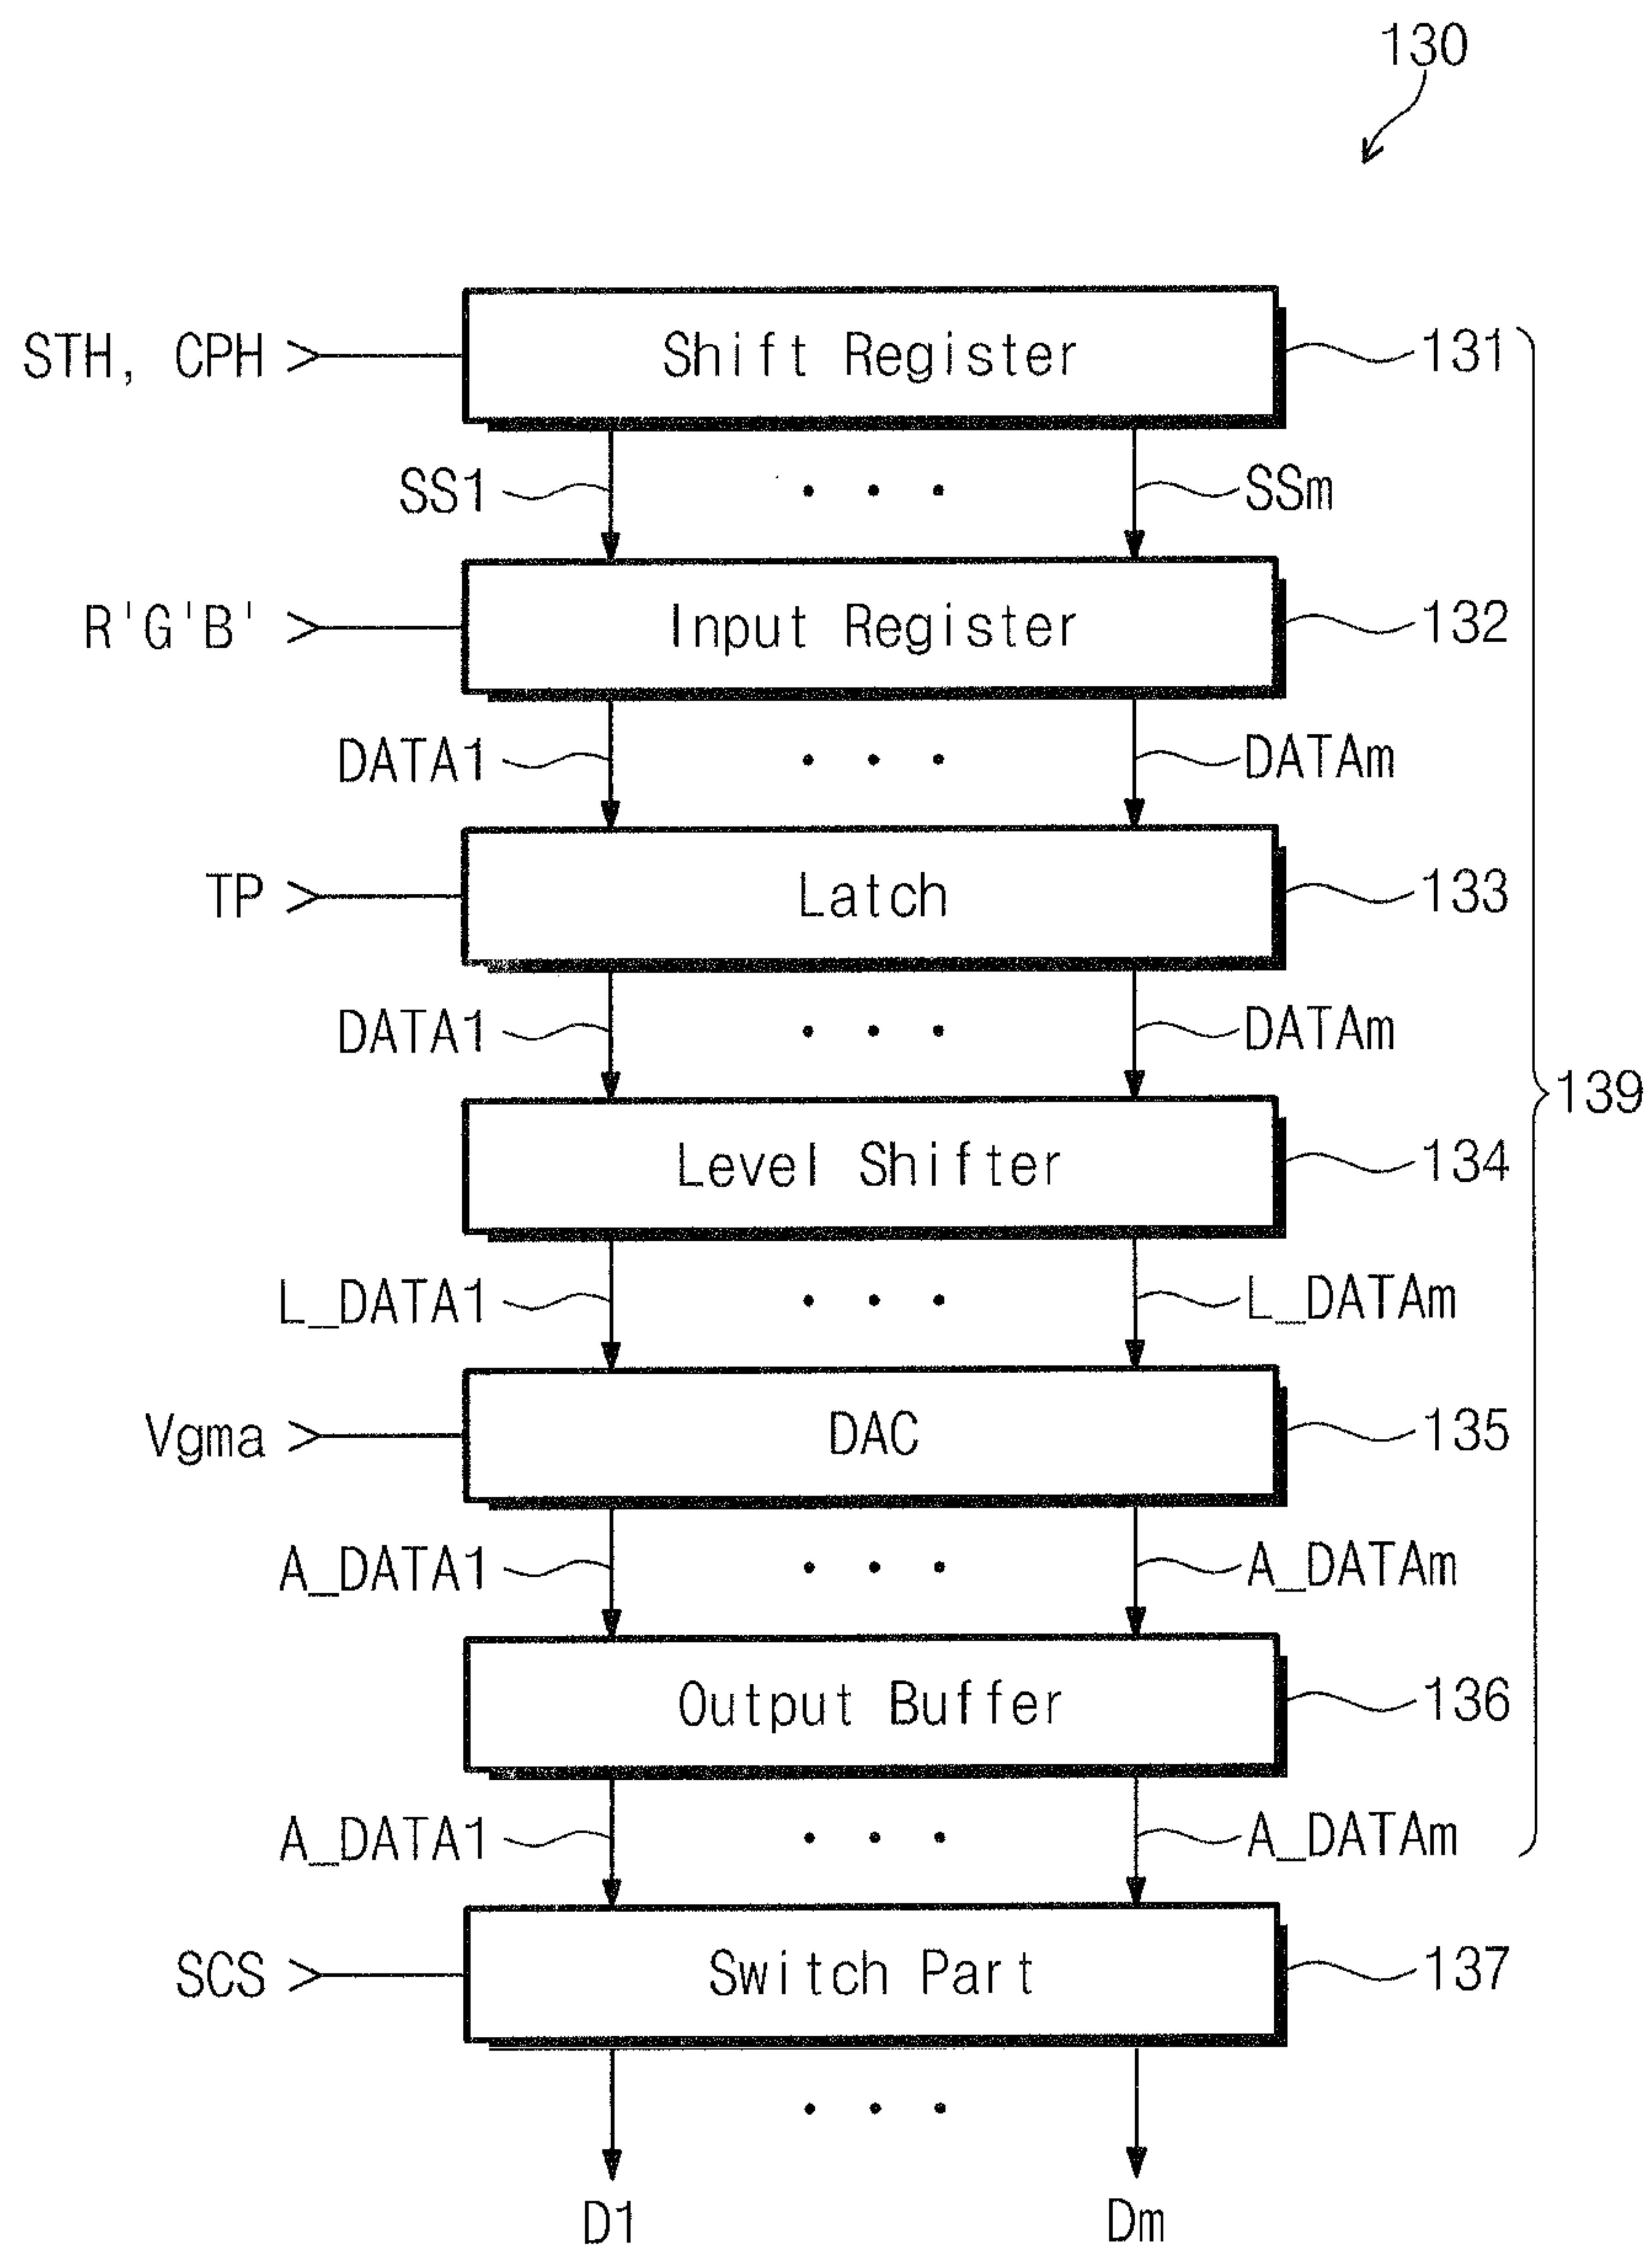 130
STH, CPH
Shift Register
131
SS1
SSm
R'G'B'
Input Register
132
DATA1
DATAm
TP
Latch
133
DATA1
DATAm
139
Level Shifter
134
L_DATA1
L_DATAm
Vgma
DAC
135
A_DATA1
A_DATAm
Output Buffer
136
A_DATA1
A_DATAm
SCS
Switch Part
137
D1
Dm